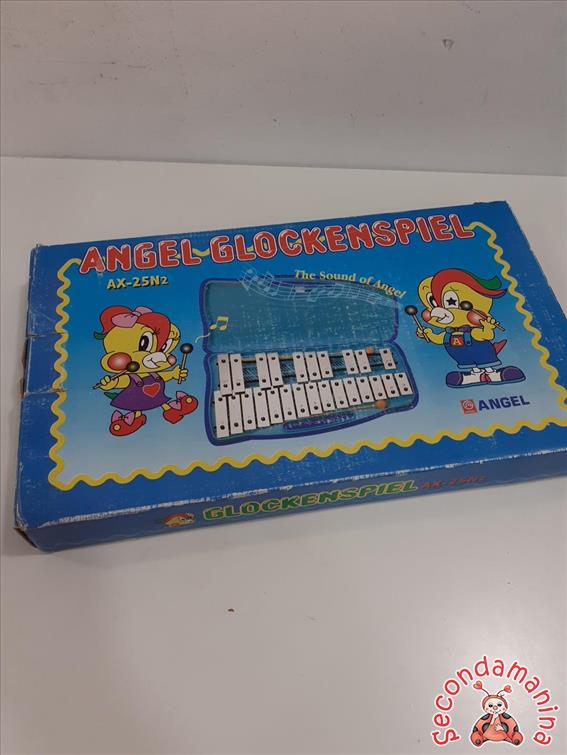 ANGEL GLOCKENSPIEL
AX-25N2
The Sound of Angel
A
ANGEL
GLOCKENSPIEL AX-25N2
Secondamanina